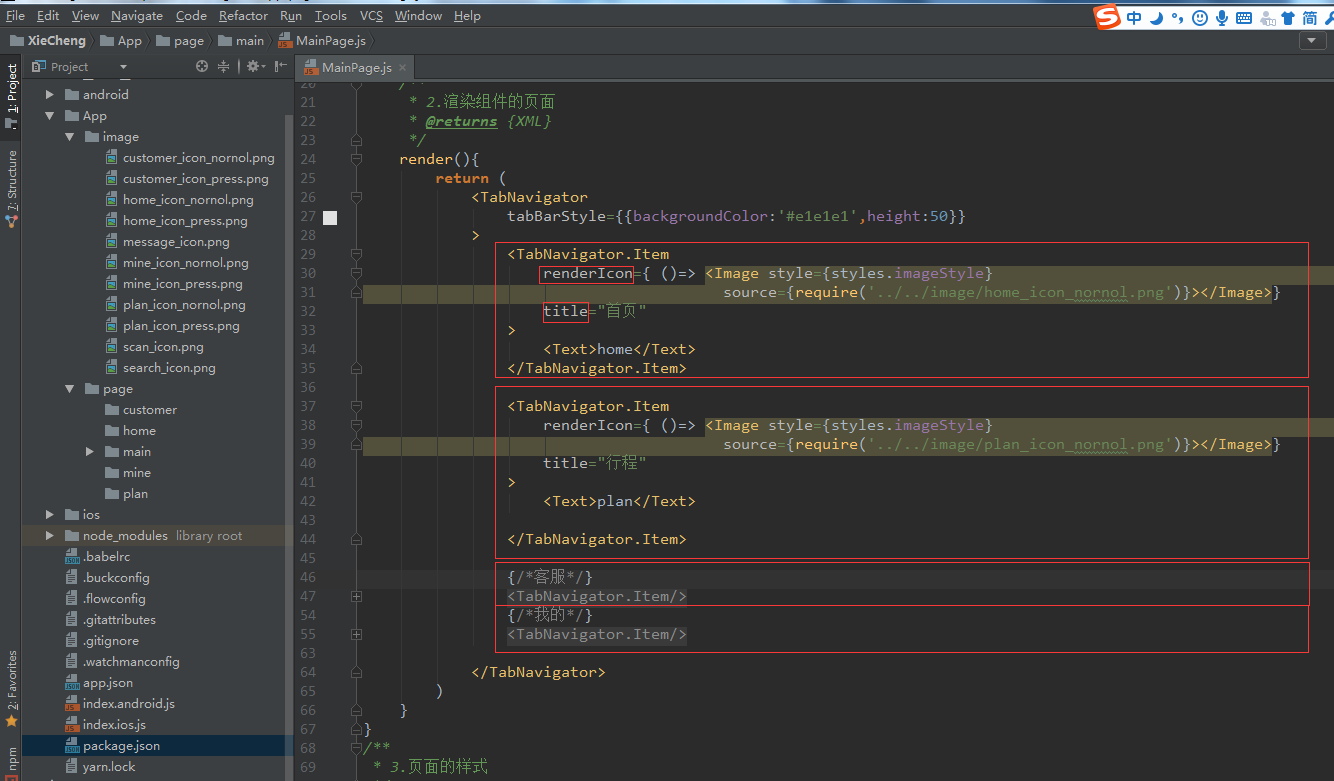 File Edit View Navigate Code Refactor Run Tools VCS Window Help
中 简
XieCheng App page main MainPage.js
Project
MainPage.js
1: Project
7: Structure
2: Favorites
npm
android
App
image
customer_icon_nornol.png
customer_icon_press.png
home_icon_nornol.png
home_icon_press.png
message_icon.png
mine_icon_nornol.png
mine_icon_press.png
plan_icon_nornol.png
plan_icon_press.png
scan_icon.png
search_icon.png
page
customer
home
main
mine
plan
ios
node_modules library root
.babelrc
.buckconfig
.flowconfig
.gitattributes
.gitignore
.watchmanconfig
app.json
index.android.js
index.ios.js
package.json
yarn.lock
20 /**
21 * 2.渲染组件的页面
22 * @returns {XML}
23 */
24 render(){
25 return (
26 <TabNavigator
27 tabBarStyle={{backgroundColor:'#e1e1e1',height:50}}
28 >
29 <TabNavigator.Item
30 renderIcon={ ()=> <Image style={styles.imageStyle}
31 source={require('../../image/home_icon_nornol.png')}></Image>}
32 title="首页"
33 >
34 <Text>home</Text>
35 </TabNavigator.Item>
36
37 <TabNavigator.Item
38 renderIcon={ ()=> <Image style={styles.imageStyle}
39 source={require('../../image/plan_icon_nornol.png')}></Image>}
40 title="行程"
41 >
42 <Text>plan</Text>
43
44 </TabNavigator.Item>
45
46 {/*客服*/}
47 <TabNavigator.Item/>
54 {/*我的*/}
55 <TabNavigator.Item/>
63
64 </TabNavigator>
65 )
66 }
67 }
68 /**
69 * 3.页面的样式